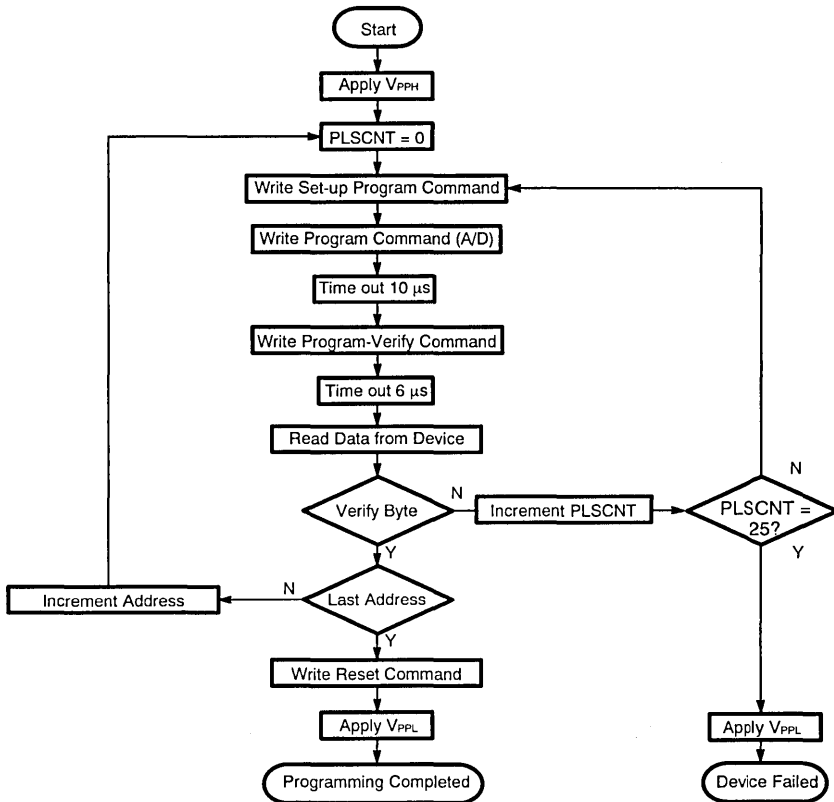 Start
Apply VPPH
PLSCNT = 0
Write Set-up Program Command
Write Program Command (A/D)
Time out 10 μs
Write Program-Verify Command
Time out 6 μs
Read Data from Device
Verify Byte
N
Increment PLSCNT
PLSCNT =
25?
N
Y
Y
Last Address
N
Increment Address
Y
Write Reset Command
Apply VPPL
Programming Completed
Apply VPPL
Device Failed